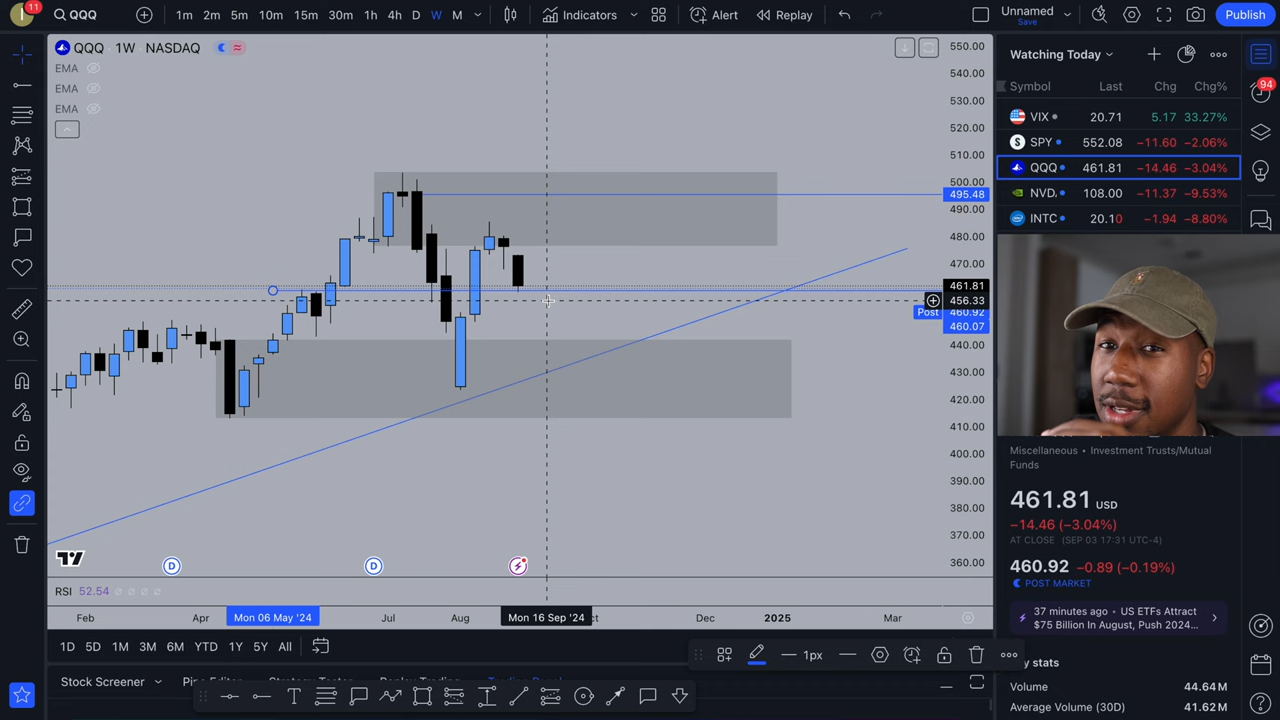 I 11 QQQ 1m 2m 5m 10m 15m 30m 1h 4h D W M Indicators Alert Replay Unnamed Save Publish
QQQ 1W NASDAQ
EMA
EMA
EMA
550.00
540.00
530.00
520.00
510.00
500.00
495.48
490.00
480.00
470.00
461.81
456.33
Post 460.92
460.07
440.00
430.00
420.00
410.00
400.00
390.00
380.00
370.00
360.00
D D
RSI 52.54
Feb Apr Mon 06 May '24 Jul Aug Mon 16 Sep '24 ct Dec 2025 Mar
1D 5D 1M 3M 6M YTD 1Y 5Y All
1px
Stock Screener
T
Watching Today
Symbol Last Chg Chg%
VIX 20.71 5.17 33.27%
SPY 552.08 −11.60 −2.06%
QQQ 461.81 −14.46 −3.04%
NVD. 108.00 −11.37 −9.53%
INTC 20.10 −1.94 −8.80%
94
Miscellaneous • Investment Trusts/Mutual
Funds
461.81 USD
−14.46 (−3.04%)
AT CLOSE (SEP 03 17:31 UTC-4)
460.92 −0.89 (−0.19%)
POST MARKET
37 minutes ago • US ETFs Attract
$75 Billion In August, Push 2024...
y stats
Volume 44.64M
Average Volume (30D) 41.62M